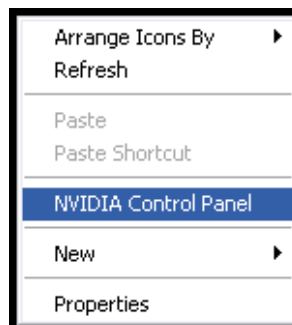 Arrange Icons By
Refresh
Paste
Paste Shortcut
NVIDIA Control Panel
New
Properties